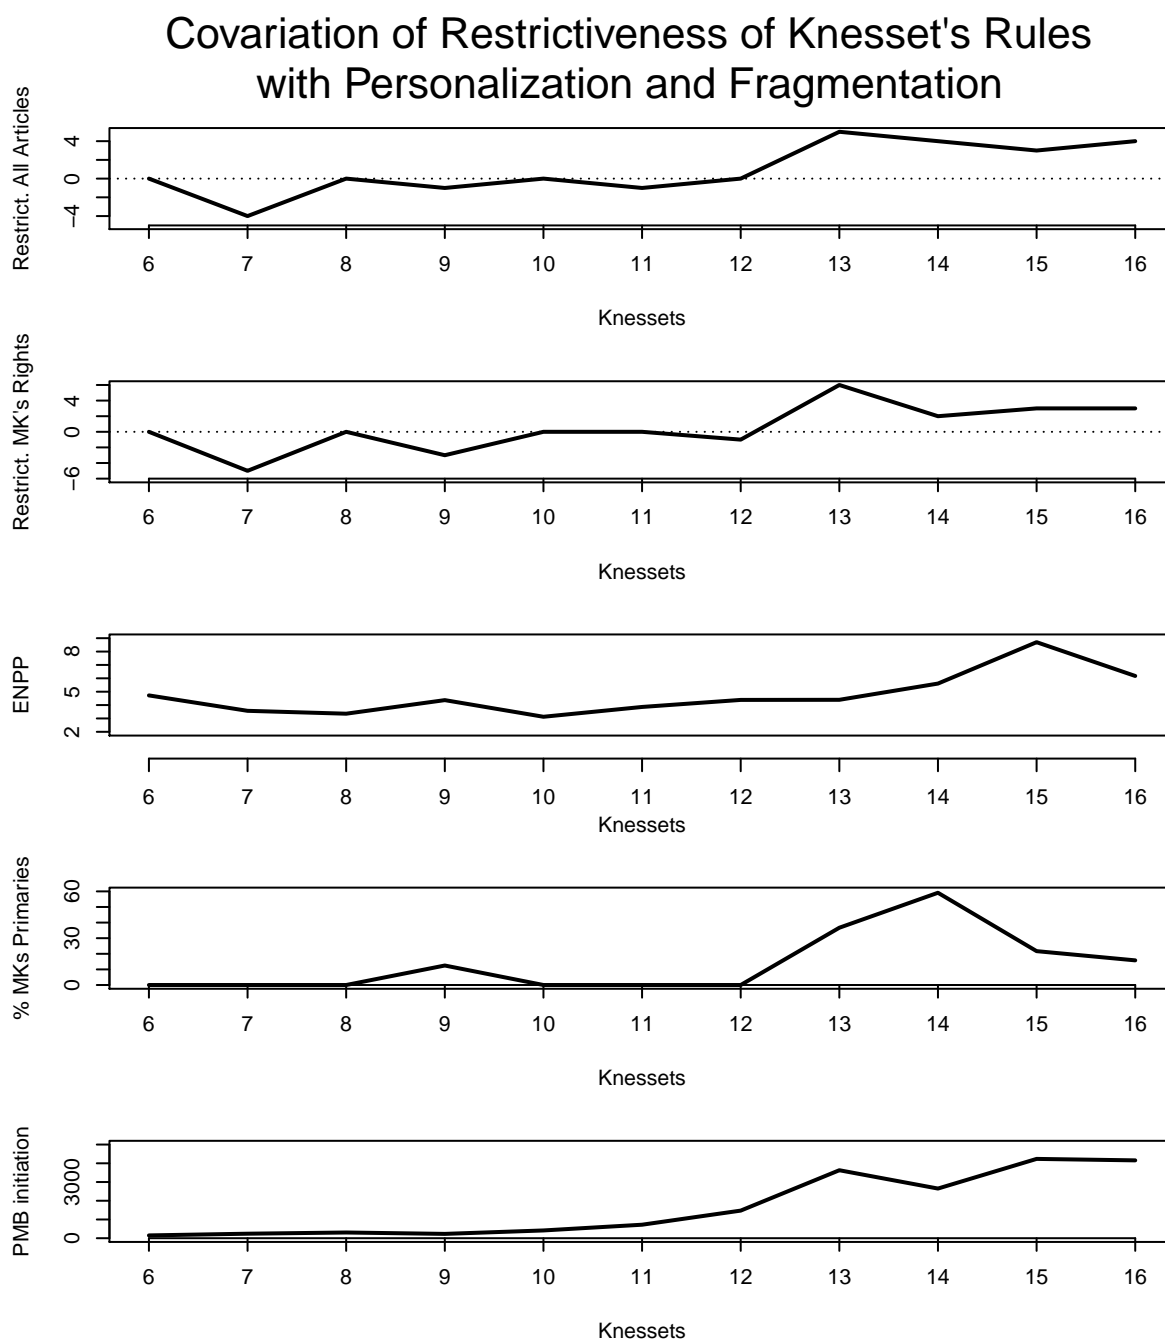 Covariation of Restrictiveness of Knesset's Rules
with Personalization and Fragmentation
Restrict. All Articles
4
0
−4
6 7 8 9 10 11 12 13 14 15 16
Knessets
Restrict. MK's Rights
4
0
−6
6 7 8 9 10 11 12 13 14 15 16
Knessets
ENPP
8
5
2
6 7 8 9 10 11 12 13 14 15 16
Knessets
% MKs Primaries
60
30
0
6 7 8 9 10 11 12 13 14 15 16
Knessets
PMB initiation
3000
0
6 7 8 9 10 11 12 13 14 15 16
Knessets